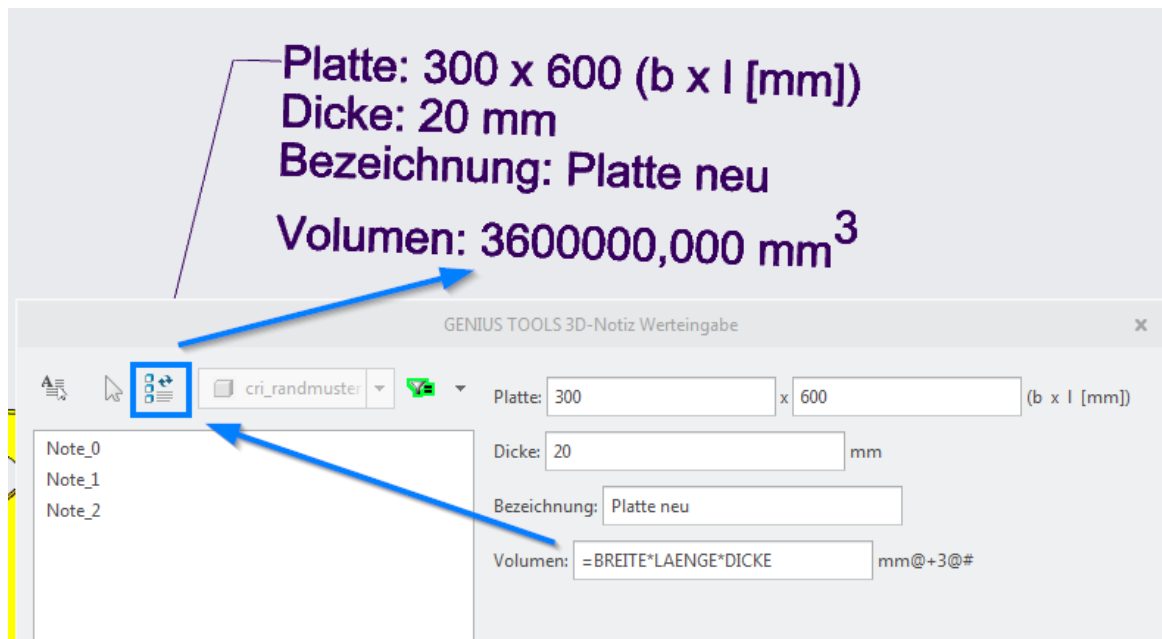 Platte: 300 x 600 (b x l [mm])
Dicke: 20 mm
Bezeichnung: Platte neu
Volumen: 3600000,000 mm³
GENIUS TOOLS 3D-Notiz Werteingabe
cri_randmuster
Platte: 300 x 600 (b x l [mm])
Note_0
Note_1
Note_2
Dicke: 20 mm
Bezeichnung: Platte neu
Volumen: =BREITE*LAENGE*DICKE mm@+3@#